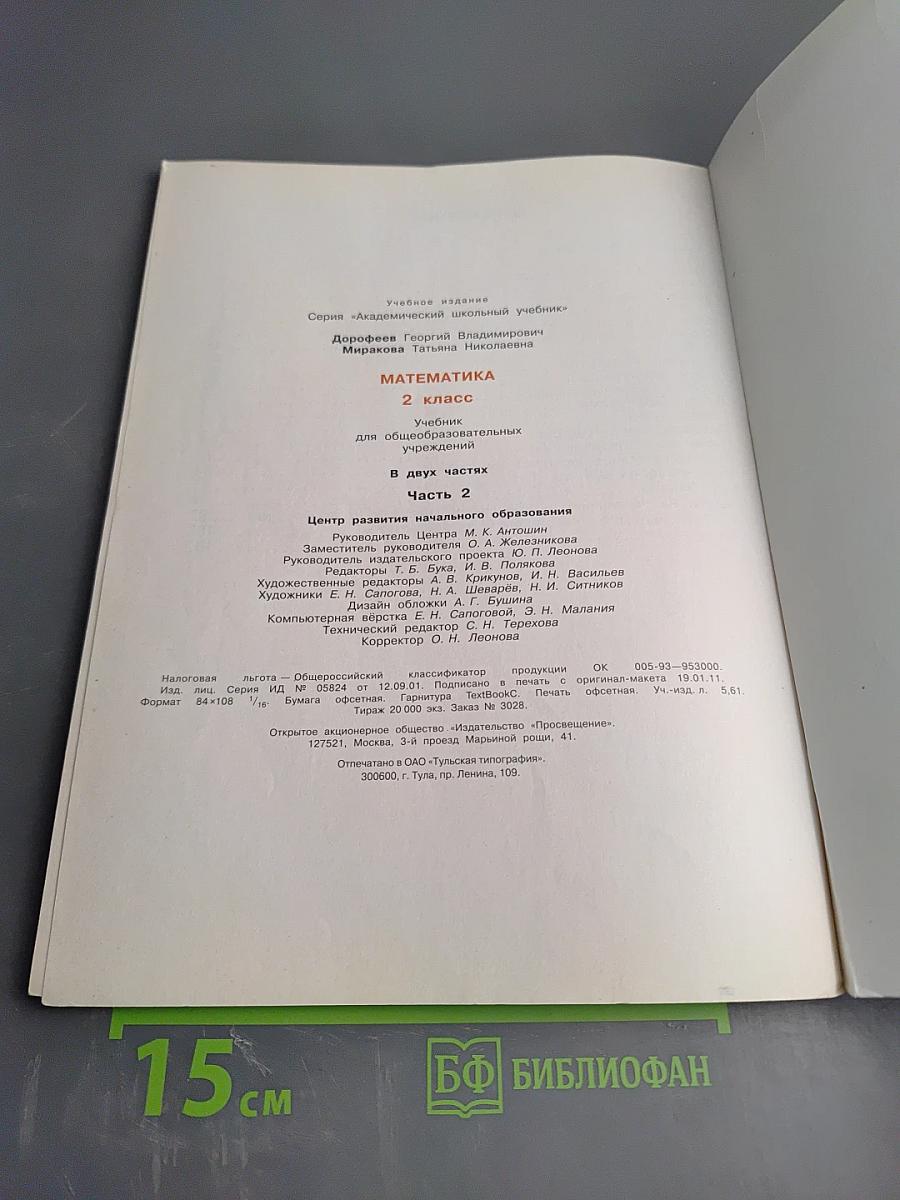 Учебное издание
Серия «Академический школьный учебник»
Дорофеев Георгий Владимирович
Миракова Татьяна Николаевна
МАТЕМАТИКА
2 класс
Учебник
для общеобразовательных
учреждений
В двух частях
Часть 2
Центр развития начального образования
Руководитель Центра М. К. Антошин
Заместитель руководителя О. А. Железникова
Руководитель издательского проекта Ю. П. Леонова
Редакторы Т. Б. Бука, И. В. Полякова
Художественные редакторы А. В. Крикунов, И. Н. Васильев
Художники Е. Н. Сапогова, Н. А. Шеварёв, Н. И. Ситников
Дизайн обложки А. Г. Бушина
Компьютерная вёрстка Е. Н. Сапоговой, Э. Н. Малания
Технический редактор С. Н. Терехова
Корректор О. Н. Леонова
Налоговая льгота — Общероссийский классификатор продукции ОК 005-93—953000.
Изд. лиц. Серия ИД № 05824 от 12.09.01. Подписано в печать с оригинал-макета 19.01.11.
Формат 84×108 1/16. Бумага офсетная. Гарнитура TextBookC. Печать офсетная. Уч.-изд. л. 5,61.
Тираж 20 000 экз. Заказ № 3028.
Открытое акционерное общество «Издательство «Просвещение».
127521, Москва, 3-й проезд Марьиной рощи, 41.
Отпечатано в ОАО «Тульская типография».
300600, г. Тула, пр. Ленина, 109.
15 см
БФ БИБЛИОФАН